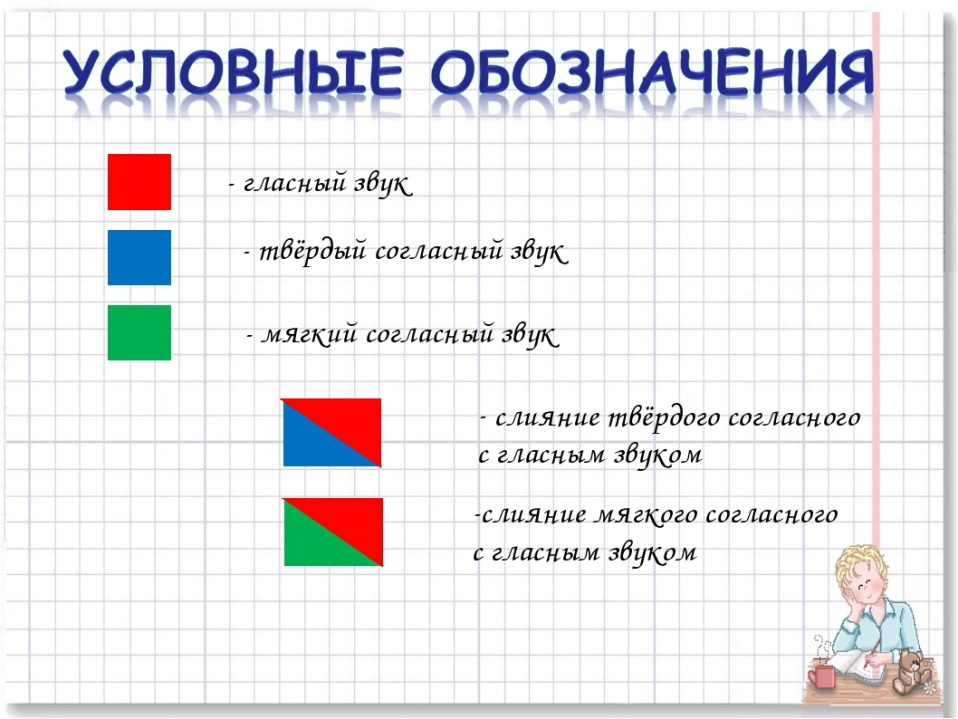 УСЛОВНЫЕ ОБОЗНАЧЕНИЯ
- гласный звук
- твёрдый согласный звук
- мягкий согласный звук
- слияние твёрдого согласного
с гласным звуком
-слияние мягкого согласного
с гласным звуком